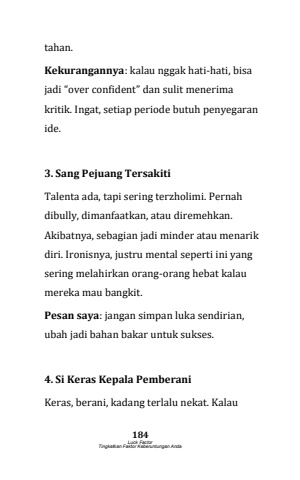 tahan.
Kekurangannya: kalau nggak hati-hati, bisa
jadi “over confident” dan sulit menerima
kritik. Ingat, setiap periode butuh penyegaran
ide.
3. Sang Pejuang Tersakiti
Talenta ada, tapi sering terzholimi. Pernah
dibully, dimanfaatkan, atau diremehkan.
Akibatnya, sebagian jadi minder atau menarik
diri. Ironisnya, justru mental seperti ini yang
sering melahirkan orang-orang hebat kalau
mereka mau bangkit.
Pesan saya: jangan simpan luka sendirian,
ubah jadi bahan bakar untuk sukses.
4. Si Keras Kepala Pemberani
Keras, berani, kadang terlalu nekat. Kalau
184
Luck Factor
Tingkatkan Faktor Keberuntungan Anda